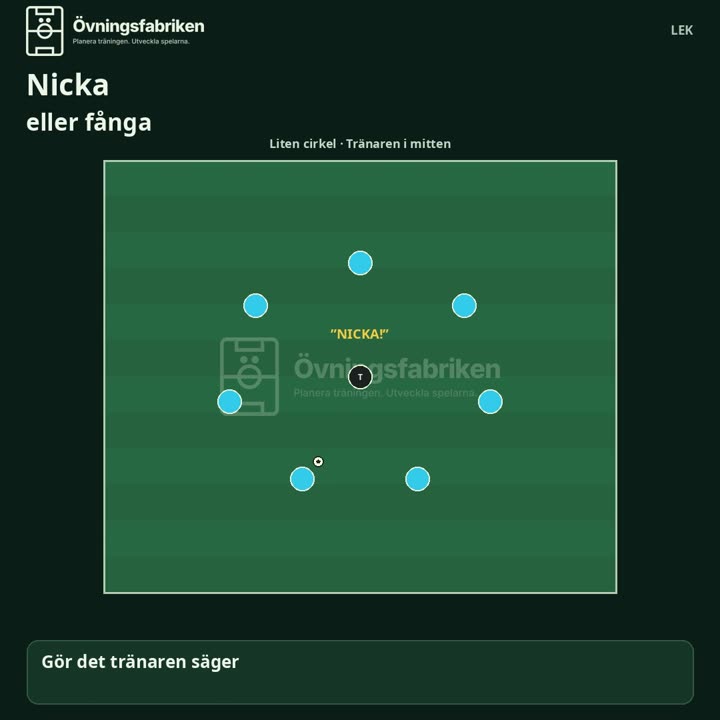 Övningsfabriken
Planera träningen. Utveckla spelarna.
LEK
Nicka
eller fånga
Liten cirkel · Tränaren i mitten
”NICKA!”
Övningsfabriken
T
Planera träningen. Utveckla spelarna.
Gör det tränaren säger